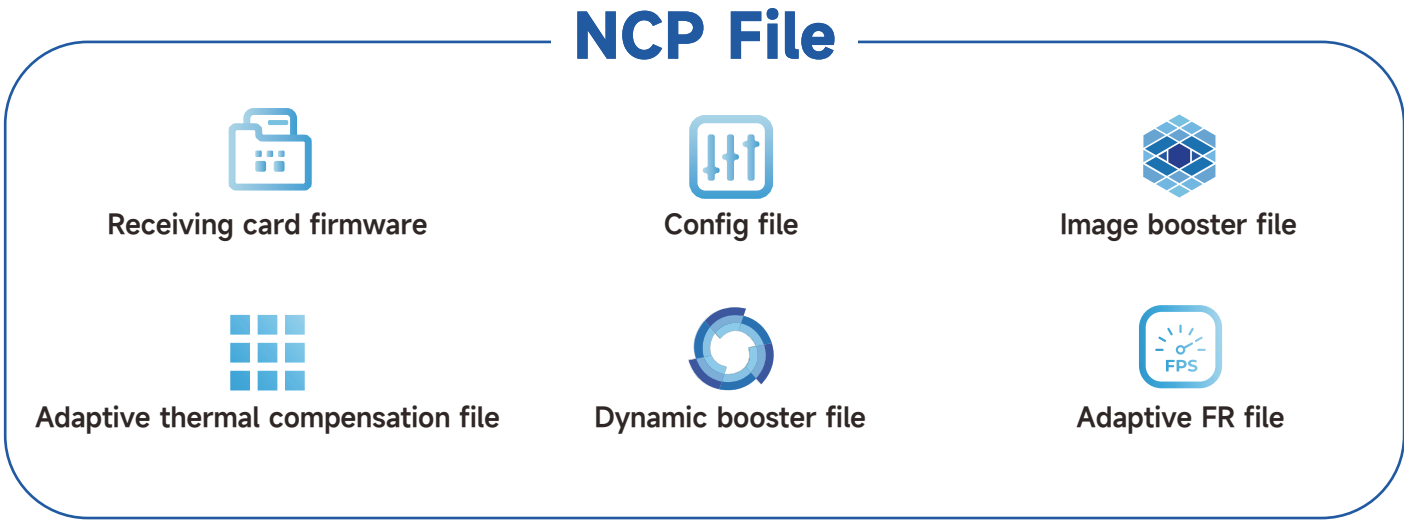 NCP File
Receiving card firmware
Config file
Image booster file
Adaptive thermal compensation file
Dynamic booster file
FPS
Adaptive FR file